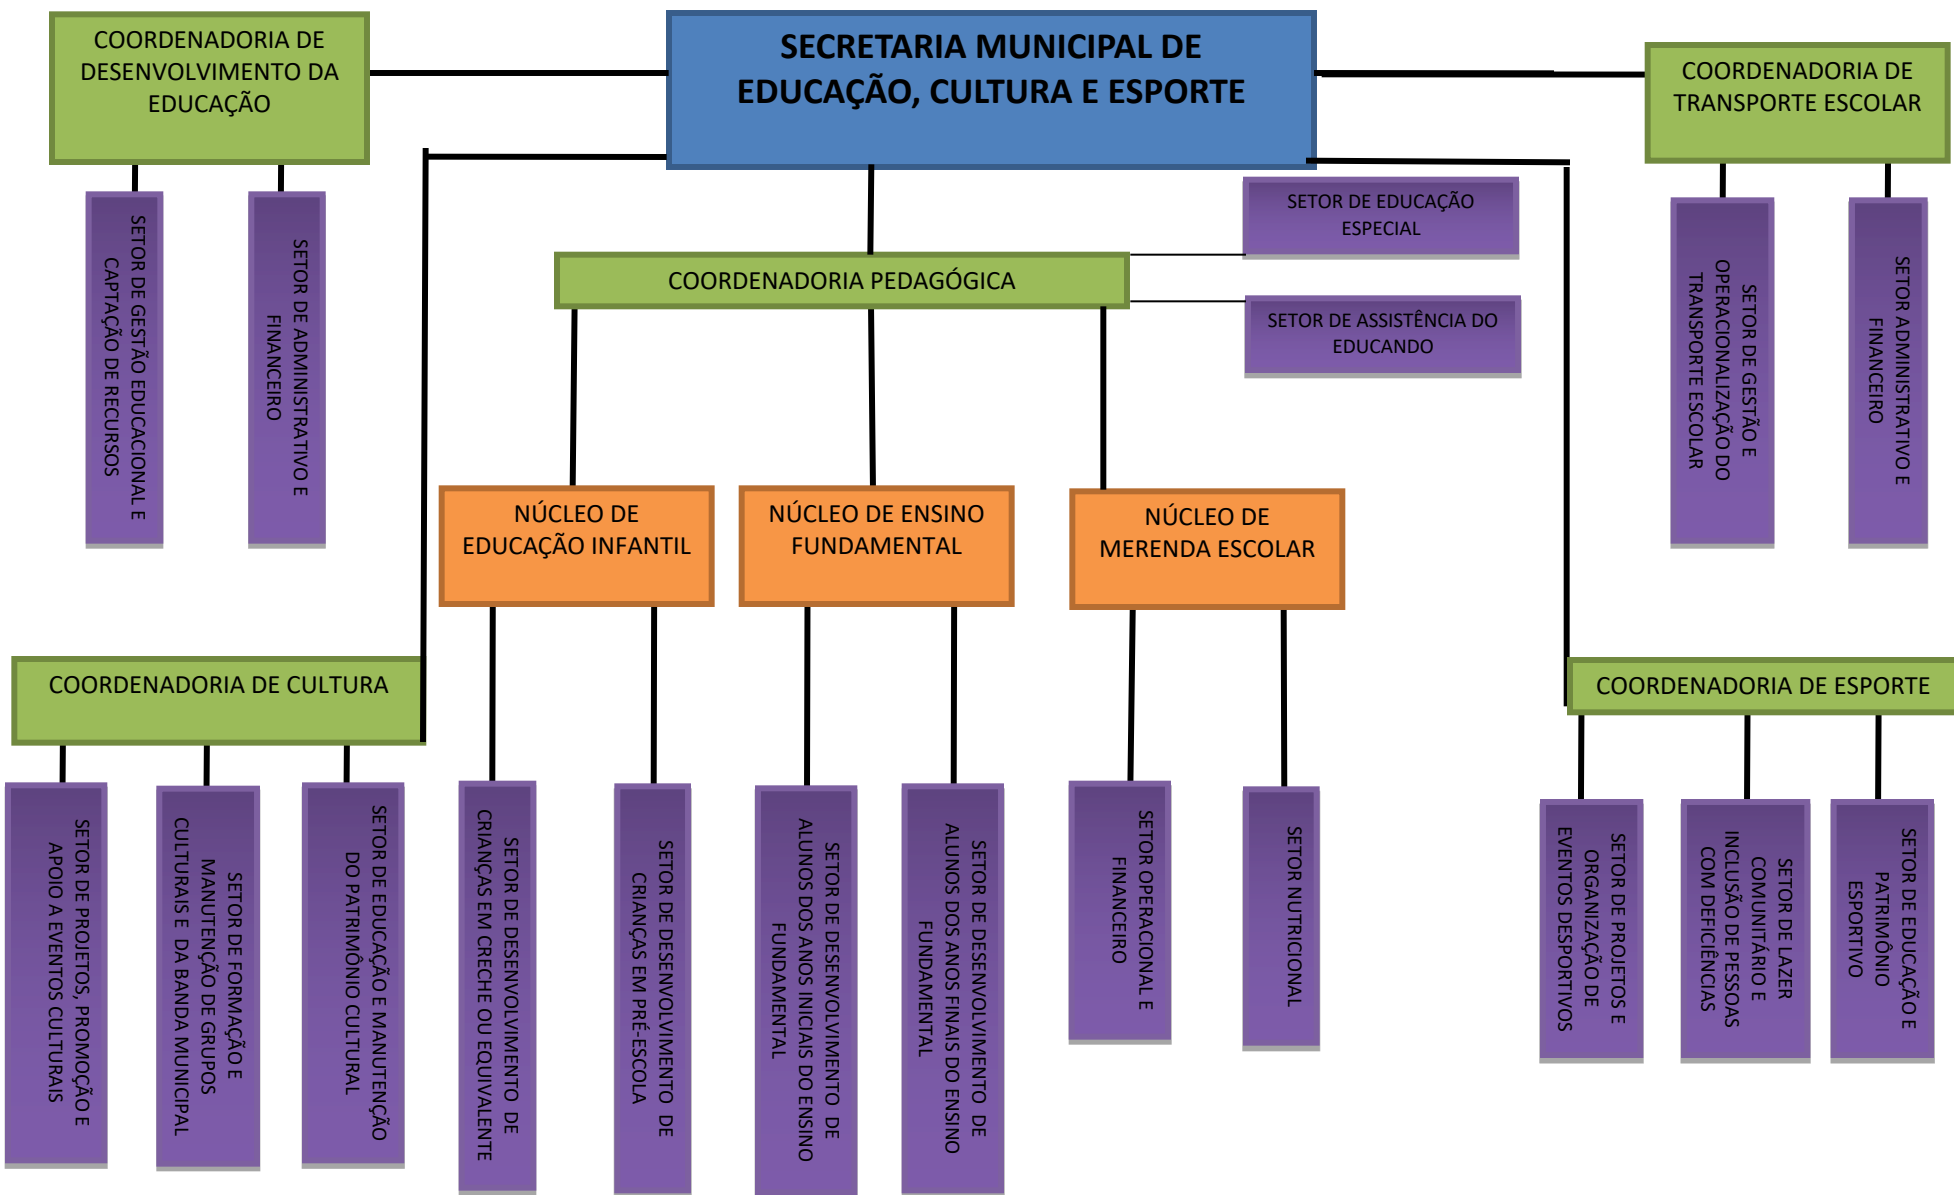 COORDENADORIA DE
DESENVOLVIMENTO DA
EDUCAÇÃO
SECRETARIA MUNICIPAL DE
EDUCAÇÃO, CULTURA E ESPORTE
COORDENADORIA DE
TRANSPORTE ESCOLAR
SETOR DE GESTÃO EDUCACIONAL E
CAPTAÇÃO DE RECURSOS
SETOR DE ADMINISTRATIVO E
FINANCEIRO
SETOR DE EDUCAÇÃO
ESPECIAL
COORDENADORIA PEDAGÓGICA
SETOR DE ASSISTÊNCIA DO
EDUCANDO
SETOR DE GESTÃO E
OPERACIONALIZAÇÃO DO
TRANSPORTE ESCOLAR
SETOR ADMINISTRATIVO E
FINANCEIRO
NÚCLEO DE
EDUCAÇÃO INFANTIL
NÚCLEO DE ENSINO
FUNDAMENTAL
NÚCLEO DE
MERENDA ESCOLAR
COORDENADORIA DE CULTURA
COORDENADORIA DE ESPORTE
SETOR DE PROJETOS, PROMOÇÃO E
APOIO A EVENTOS CULTURAIS
SETOR DE FORMAÇÃO E
MANUTENÇÃO DE GRUPOS
CULTURAIS E DA BANDA MUNICIPAL
SETOR DE EDUCAÇÃO E MANUTENÇÃO
DO PATRIMÔNIO CULTURAL
SETOR DE DESENVOLVIMENTO DE
CRIANÇAS EM CRECHE OU EQUIVALENTE
SETOR DE DESENVOLVIMENTO DE
CRIANÇAS EM PRÉ-ESCOLA
SETOR DE DESENVOLVIMENTO DE
ALUNOS DOS ANOS INICIAIS DO ENSINO
FUNDAMENTAL
SETOR DE DESENVOLVIMENTO DE
ALUNOS DOS ANOS FINAIS DO ENSINO
FUNDAMENTAL
SETOR OPERACIONAL E
FINANCEIRO
SETOR NUTRICIONAL
SETOR DE PROJETOS E
ORGANIZAÇÃO DE
EVENTOS DESPORTIVOS
SETOR DE LAZER
COMUNITÁRIO E
INCLUSÃO DE PESSOAS
COM DEFICIÊNCIAS
SETOR DE EDUCAÇÃO E
PATRIMÔNIO
ESPORTIVO